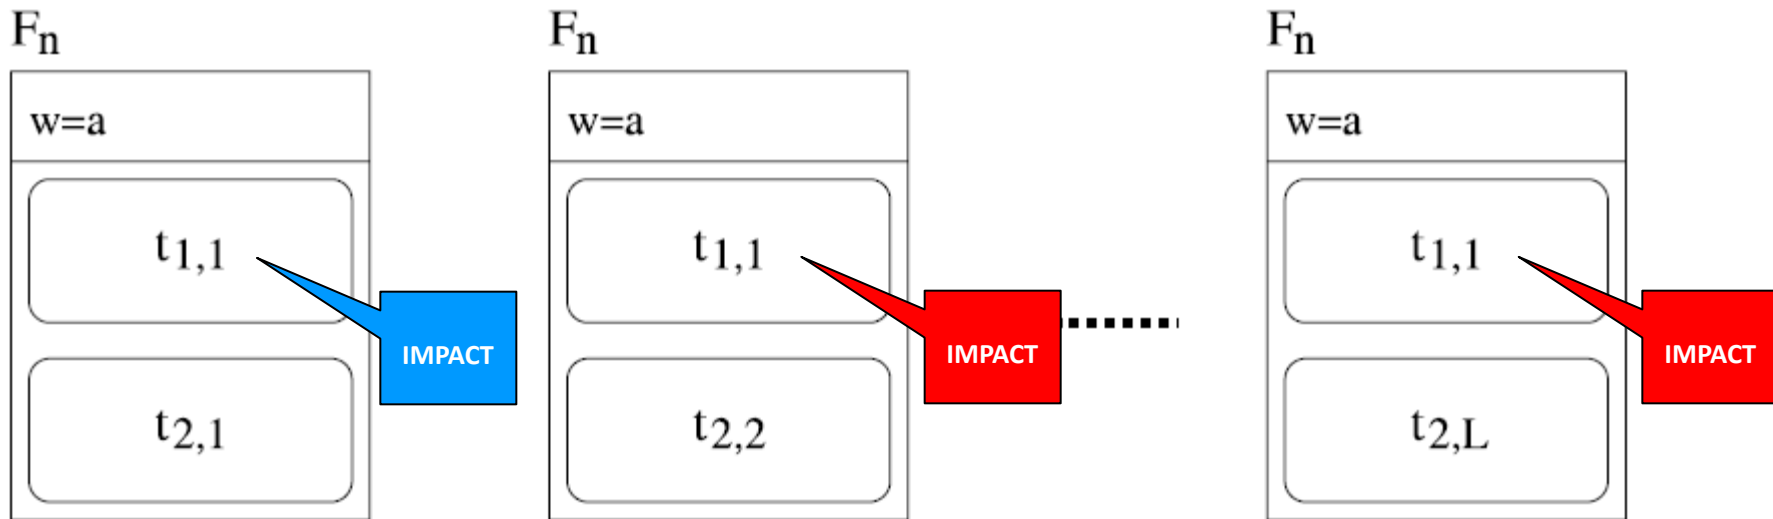 Fn Fn Fn
w=a w=a w=a
t1,1 t1,1 t1,1
IMPACT IMPACT IMPACT
t2,1 t2,2 t2,L